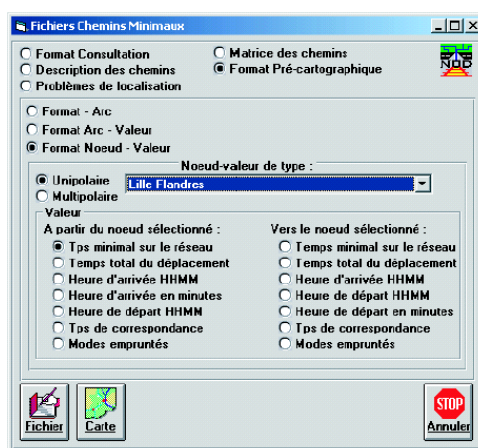 Fichiers Chemins Minimaux
Format Consultation
Matrice des chemins
Description des chemins
Format Pré-cartographique
Problèmes de localisation
NOD
Format - Arc
Format Arc - Valeur
Format Noeud - Valeur
Noeud-valeur de type :
Unipolaire
Lille Flandres
Multipolaire
Valeur
A partir du noeud sélectionné :
Vers le noeud sélectionné :
Tps minimal sur le réseau
Temps minimal sur le réseau
Temps total du déplacement
Temps total du déplacement
Heure d'arrivée HHMM
Heure d'arrivée HHMM
Heure d'arrivée en minutes
Heure de départ HHMM
Heure de départ HHMM
Heure de départ en minutes
Tps de correspondance
Tps de correspondance
Modes empruntés
Modes empruntés
Fichier
Carte
STOP
Annuler